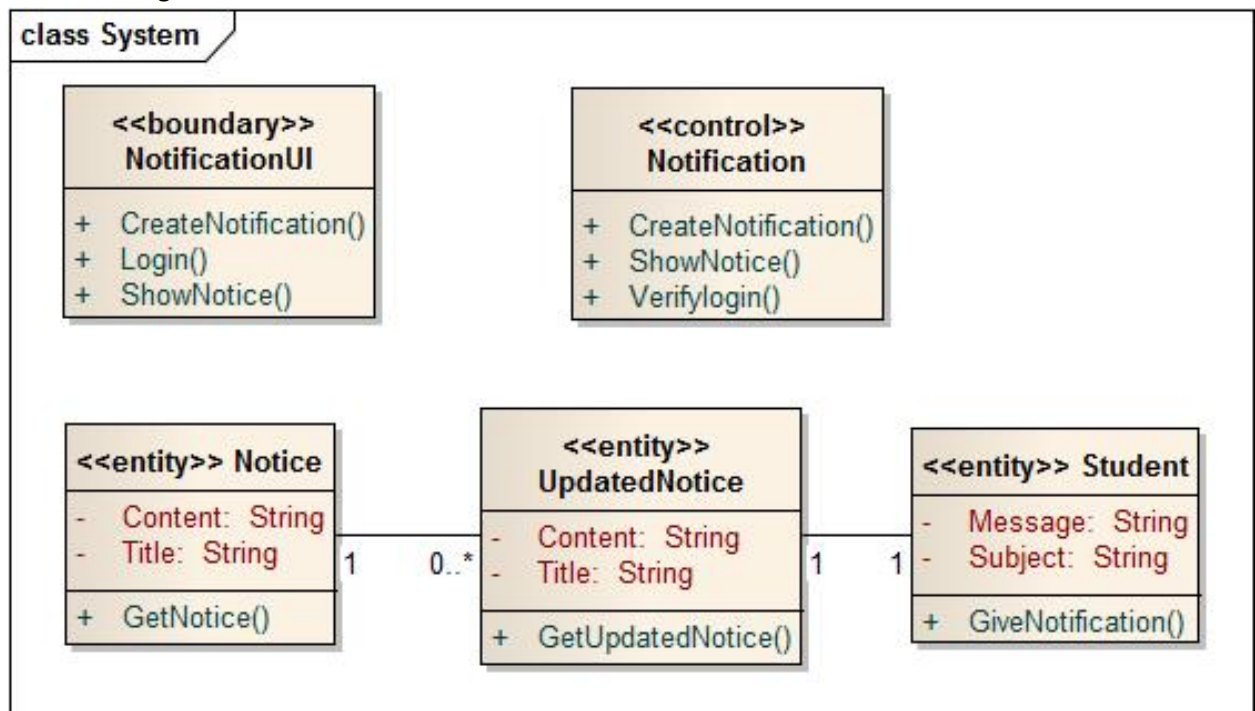 class System
<<boundary>>
NotificationUI
+ CreateNotification()
+ Login()
+ ShowNotice()
<<control>>
Notification
+ CreateNotification()
+ ShowNotice()
+ Verifylogin()
<<entity>> Notice
- Content: String
- Title: String
+ GetNotice()
1
0..*
<<entity>>
UpdatedNotice
- Content: String
- Title: String
+ GetUpdatedNotice()
1
1
<<entity>> Student
- Message: String
- Subject: String
+ GiveNotification()